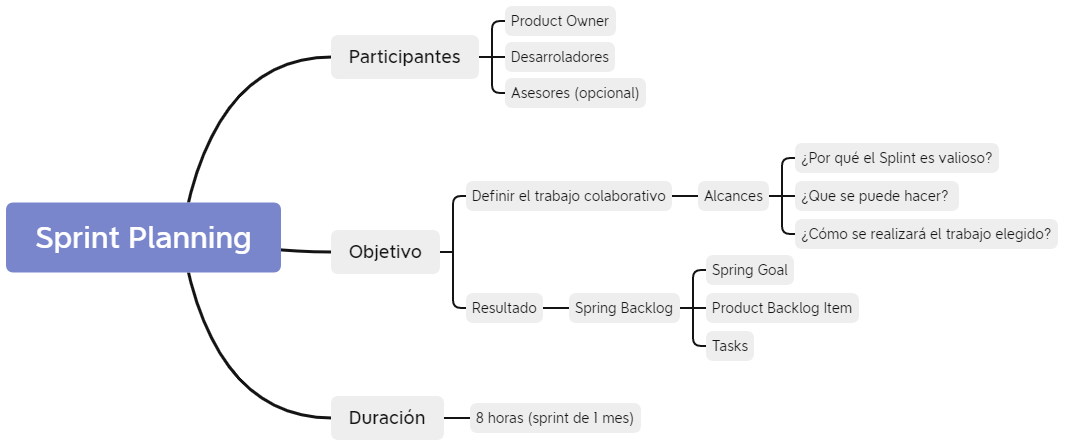 Sprint Planning
Participantes
Product Owner
Desarroladores
Asesores (opcional)
Objetivo
Definir el trabajo colaborativo
Alcances
¿Por qué el Splint es valioso?
¿Que se puede hacer?
¿Cómo se realizará el trabajo elegido?
Resultado
Spring Backlog
Spring Goal
Product Backlog Item
Tasks
Duración
8 horas (sprint de 1 mes)